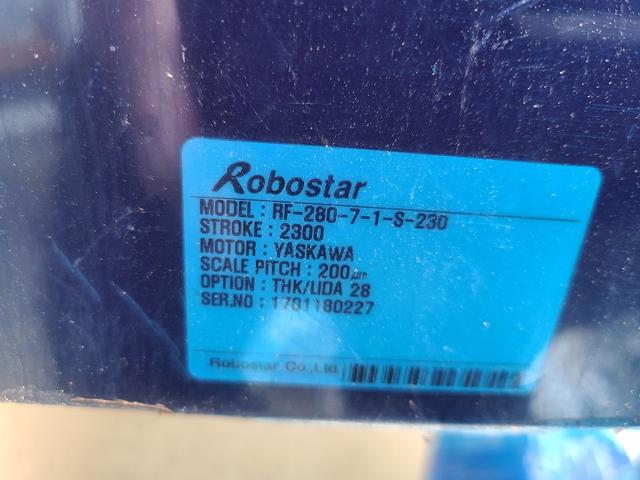 Robostar
MODEL : RF-280-7-1-S-230
STROKE : 2300
MOTOR : YASKAWA
SCALE PITCH : 200㎛
OPTION : THK/LIDA 28
SER.NO : 1701180227
Robostar Co.,Ltd.